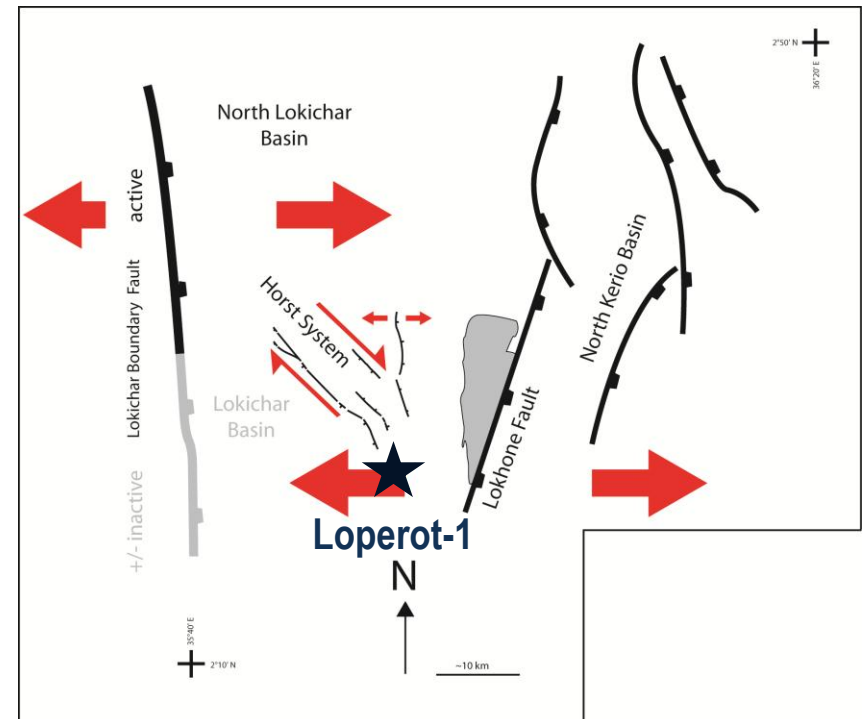 2°50' N
36°20' E
North Lokichar
Basin
active
Lokichar Boundary Fault
+/- inactive
Horst System
Lokichar
Basin
North Kerio Basin
Lokhone Fault
Loperot-1
N
35°40' E
2°10' N
~10 km